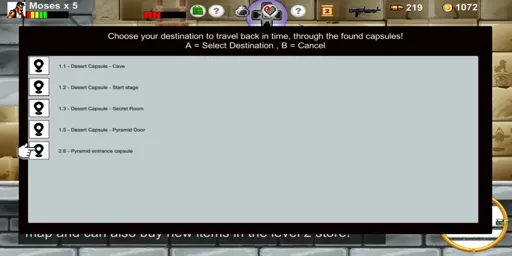 Moses x 5
?
?
2
219
1072
Choose your destination to travel back in time, through the found capsules!
A = Select Destination , B = Cancel
1.1 - Desert Capsule - Cave
1.2 - Desert Capsule - Start stage
1.3 - Desert Capsule - Secret Room
1.5 - Desert Capsule - Pyramid Door
2.6 - Pyramid entrance capsule
map and can also buy new items in the level 2 store!